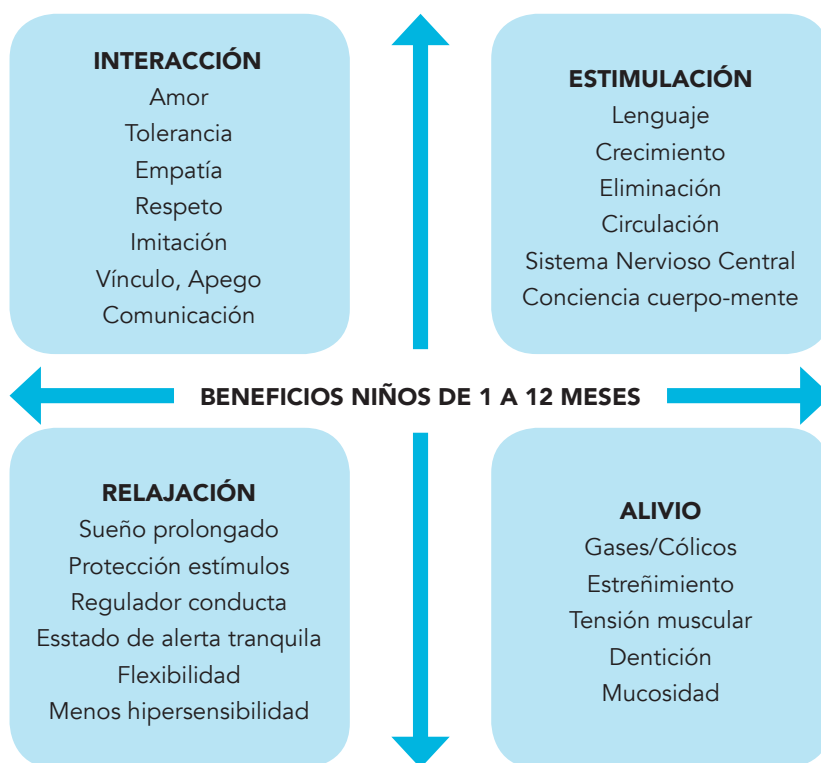 INTERACCIÓN
Amor
Tolerancia
Empatía
Respeto
Imitación
Vínculo, Apego
Comunicación
ESTIMULACIÓN
Lenguaje
Crecimiento
Eliminación
Circulación
Sistema Nervioso Central
Conciencia cuerpo-mente
BENEFICIOS NIÑOS DE 1 A 12 MESES
RELAJACIÓN
Sueño prolongado
Protección estímulos
Regulador conducta
Esstado de alerta tranquila
Flexibilidad
Menos hipersensibilidad
ALIVIO
Gases/Cólicos
Estreñimiento
Tensión muscular
Dentición
Mucosidad